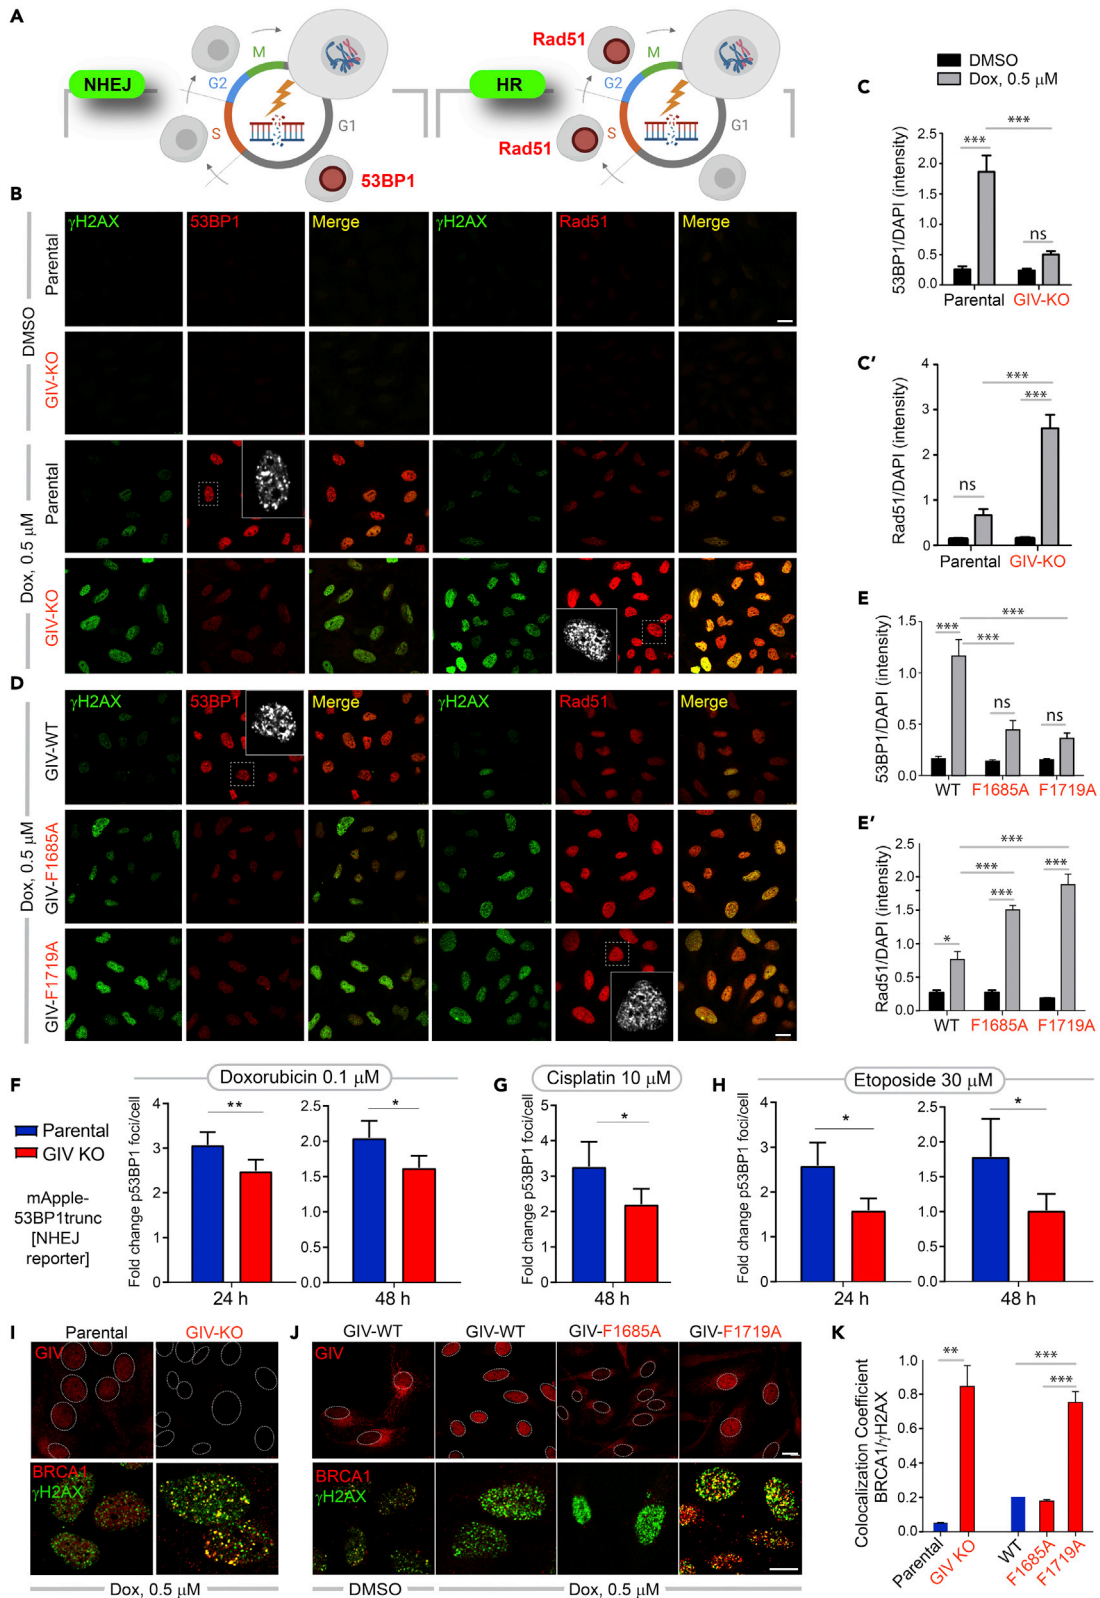 A
NHEJ
M
G2
S
53BP1
Rad51
HR
M
G2
G1
S
Rad51
C
DMSO
Dox, 0.5 μM
53BP1/DAPI (intensity)
2.5
2.0
1.5
1.0
0.5
0.0
***
***
ns
Parental GIV-KO
B
DMSO
Dox, 0.5 μM
Parental
GIV-KO
Parental
GIV-KO
γH2AX 53BP1 Merge γH2AX Rad51 Merge
C′
Rad51/DAPI (intensity)
4
3
2
1
0
***
***
ns
Parental GIV-KO
D
Dox, 0.5 μM
GIV-WT
GIV-F1685A
GIV-F1719A
γH2AX 53BP1 Merge γH2AX Rad51 Merge
E
53BP1/DAPI (intensity)
1.5
1.0
0.5
0.0
***
***
***
ns
ns
WT F1685A F1719A
E′
Rad51/DAPI (intensity)
2.5
2.0
1.5
1.0
0.5
0
***
***
***
***
*
WT F1685A F1719A
F
Doxorubicin 0.1 μM
Parental
GIV KO
mApple-
53BP1trunc
[NHEJ
reporter]
Fold change p53BP1 foci/cell
4
3
2
1
0
**
24 h
2.5
2.0
1.5
1.0
0.5
0.0
*
48 h
G
Cisplatin 10 μM
Fold change p53BP1 foci/cell
5
4
3
2
1
0
*
48 h
H
Etoposide 30 μM
Fold change p53BP1 foci/cell
4
3
2
1
0
*
24 h
2.5
2.0
1.5
1.0
0.5
0.0
*
48 h
I
Parental GIV-KO
GIV
BRCA1
γH2AX
Dox, 0.5 μM
J
GIV-WT GIV-WT GIV-F1685A GIV-F1719A
GIV
BRCA1
γH2AX
DMSO Dox, 0.5 μM
K
Colocalization Coefficient
BRCA1/γH2AX
1.0
0.8
0.6
0.4
0.2
0.0
**
***
***
Parental
GIV KO
WT
F1685A
F1719A